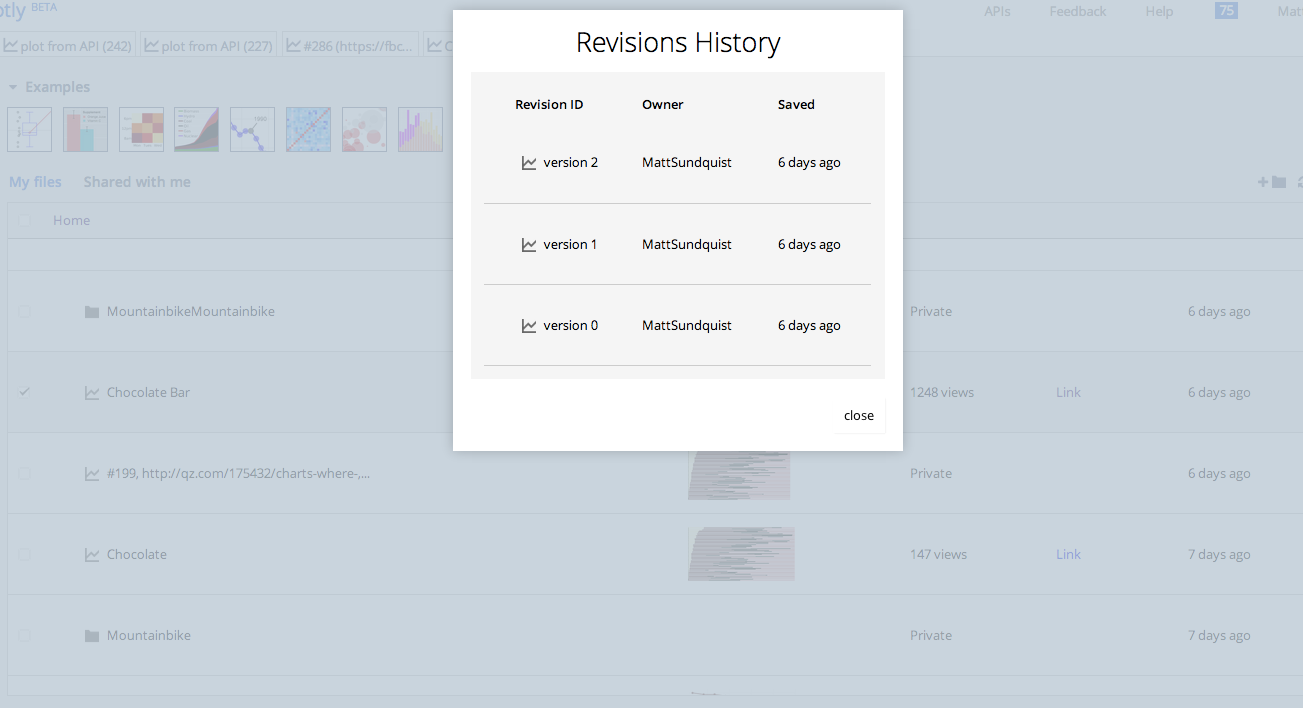 otly BETA
APIs Feedback Help 75 Mat
plot from API (242) plot from API (227) #286 (https://fbc... C
Examples
My files Shared with me
Home
MountainbikeMountainbike Private 6 days ago
Chocolate Bar 1248 views Link 6 days ago
#199, http://qz.com/175432/charts-where-,... Private 6 days ago
Chocolate 147 views Link 7 days ago
Mountainbike Private 7 days ago
Revisions History
Revision ID Owner Saved
version 2 MattSundquist 6 days ago
version 1 MattSundquist 6 days ago
version 0 MattSundquist 6 days ago
close